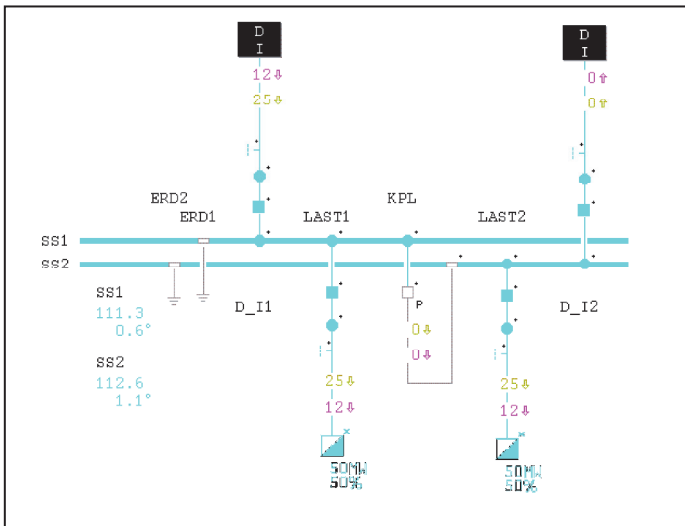 D
I
D
I
12⇩
0⇧
25⇩
0⇧
ERD2
KPL
ERD1
LAST1
LAST2
SS1
SS2
SS1
111.3
0.6°
D_I1
P
D_I2
0⇩
0⇩
SS2
112.6
1.1°
25⇩
25⇩
12⇩
12⇩
50MW
50%
50MW
50%